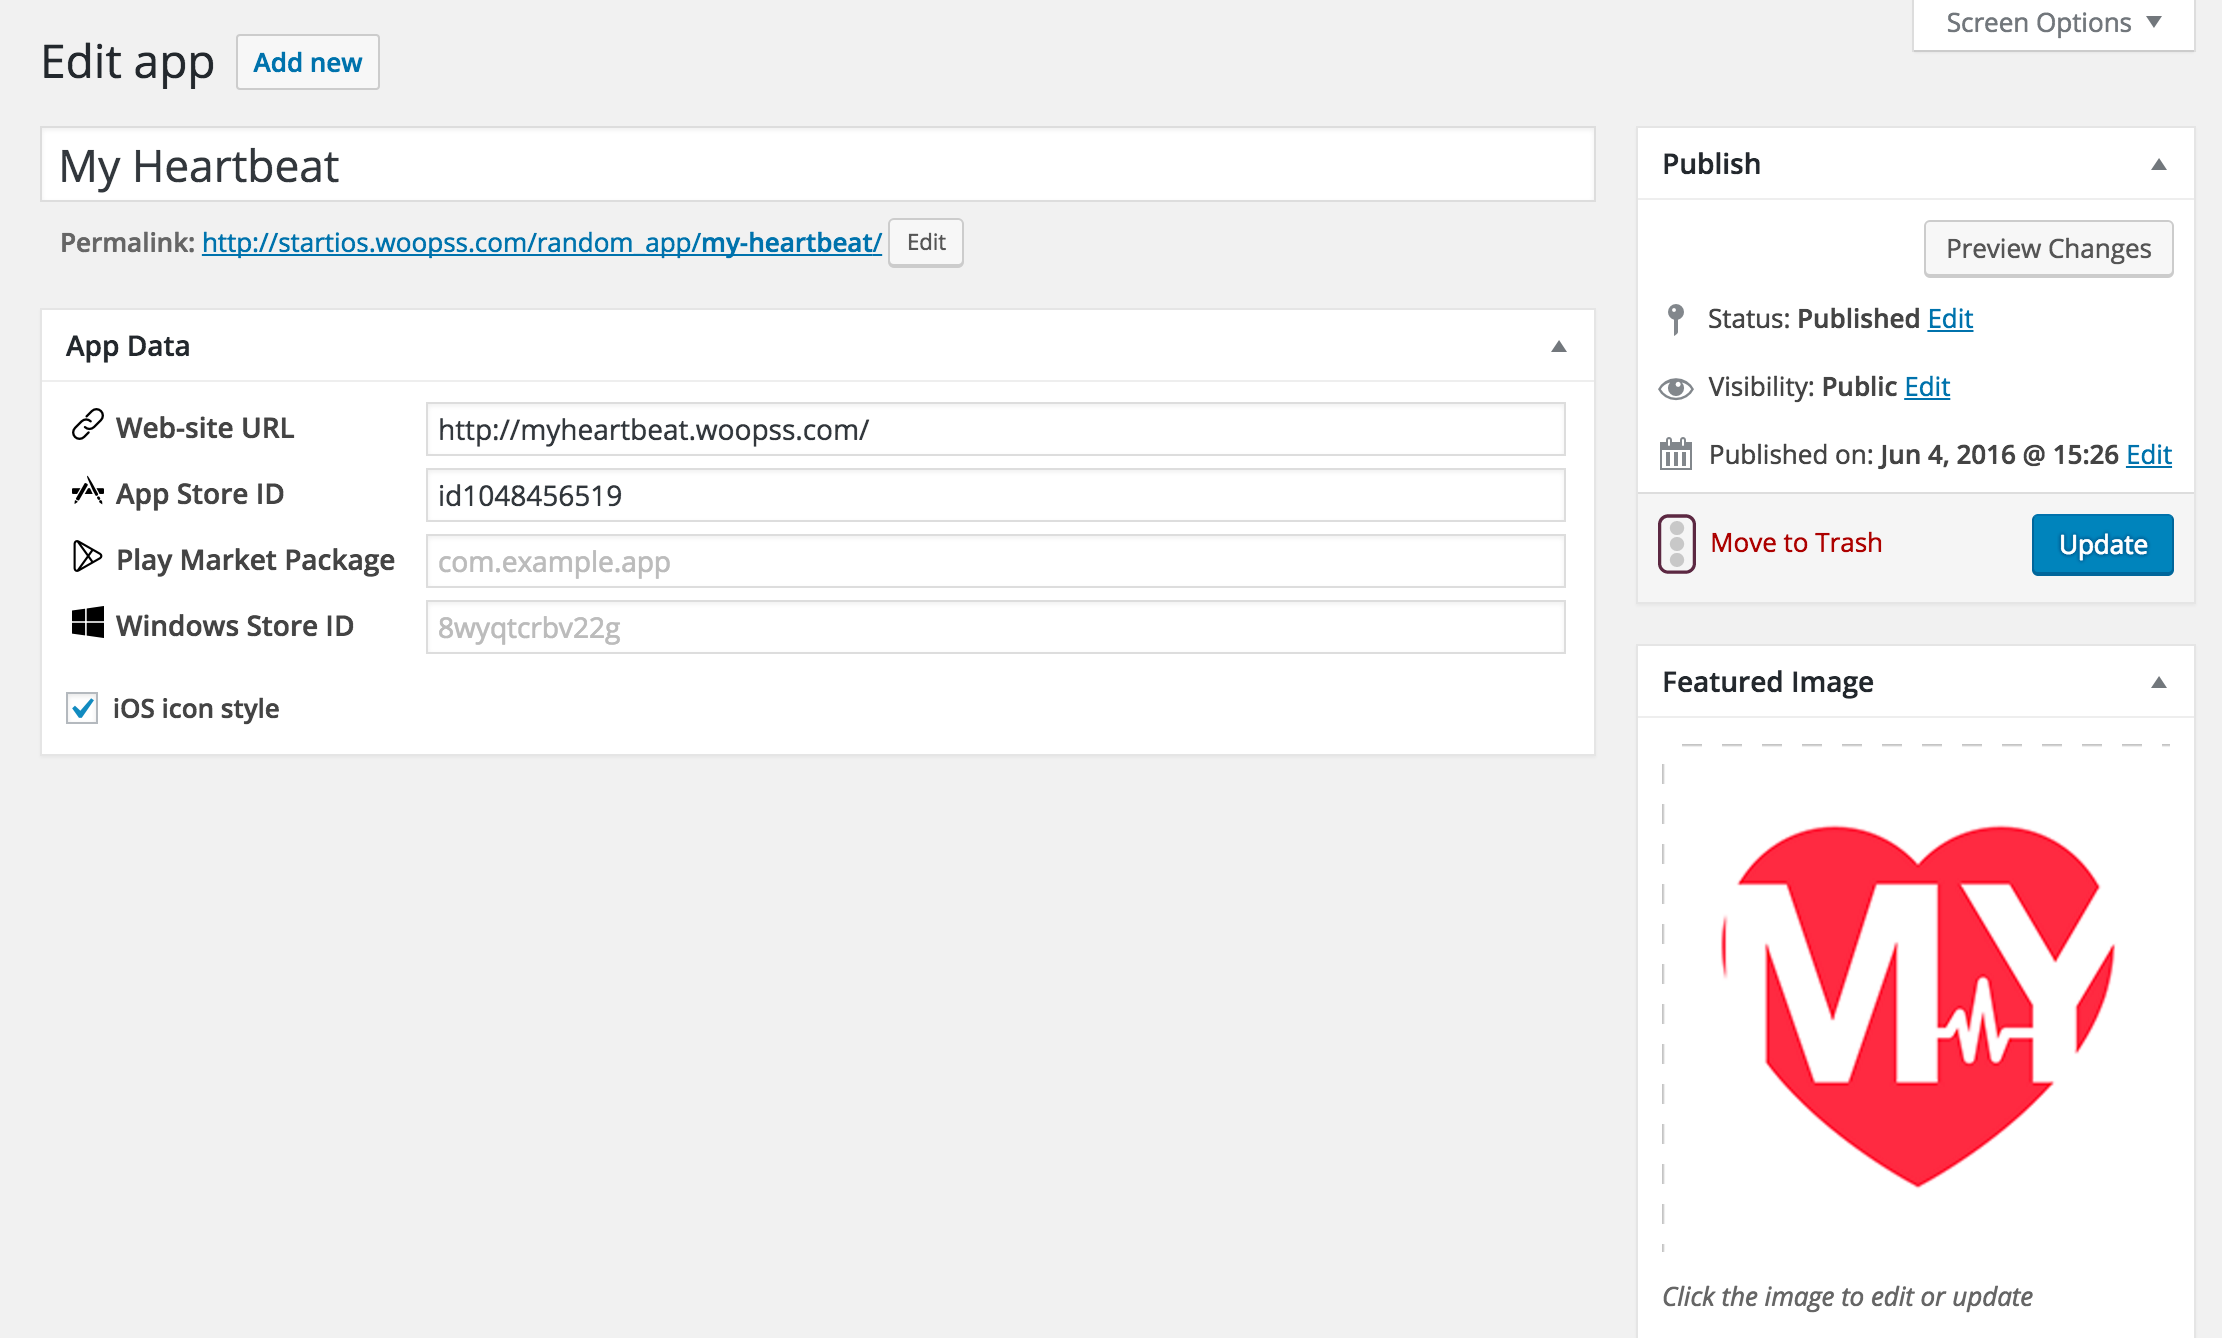 Screen Options
Edit app
Add new
My Heartbeat
Permalink: http://startios.woopss.com/random_app/my-heartbeat/ Edit
App Data
Web-site URL
http://myheartbeat.woopss.com/
App Store ID
id1048456519
Play Market Package
com.example.app
Windows Store ID
8wyqtcrbv22g
iOS icon style
Publish
Preview Changes
Status: Published Edit
Visibility: Public Edit
Published on: Jun 4, 2016 @ 15:26 Edit
Move to Trash
Update
Featured Image
MY
Click the image to edit or update